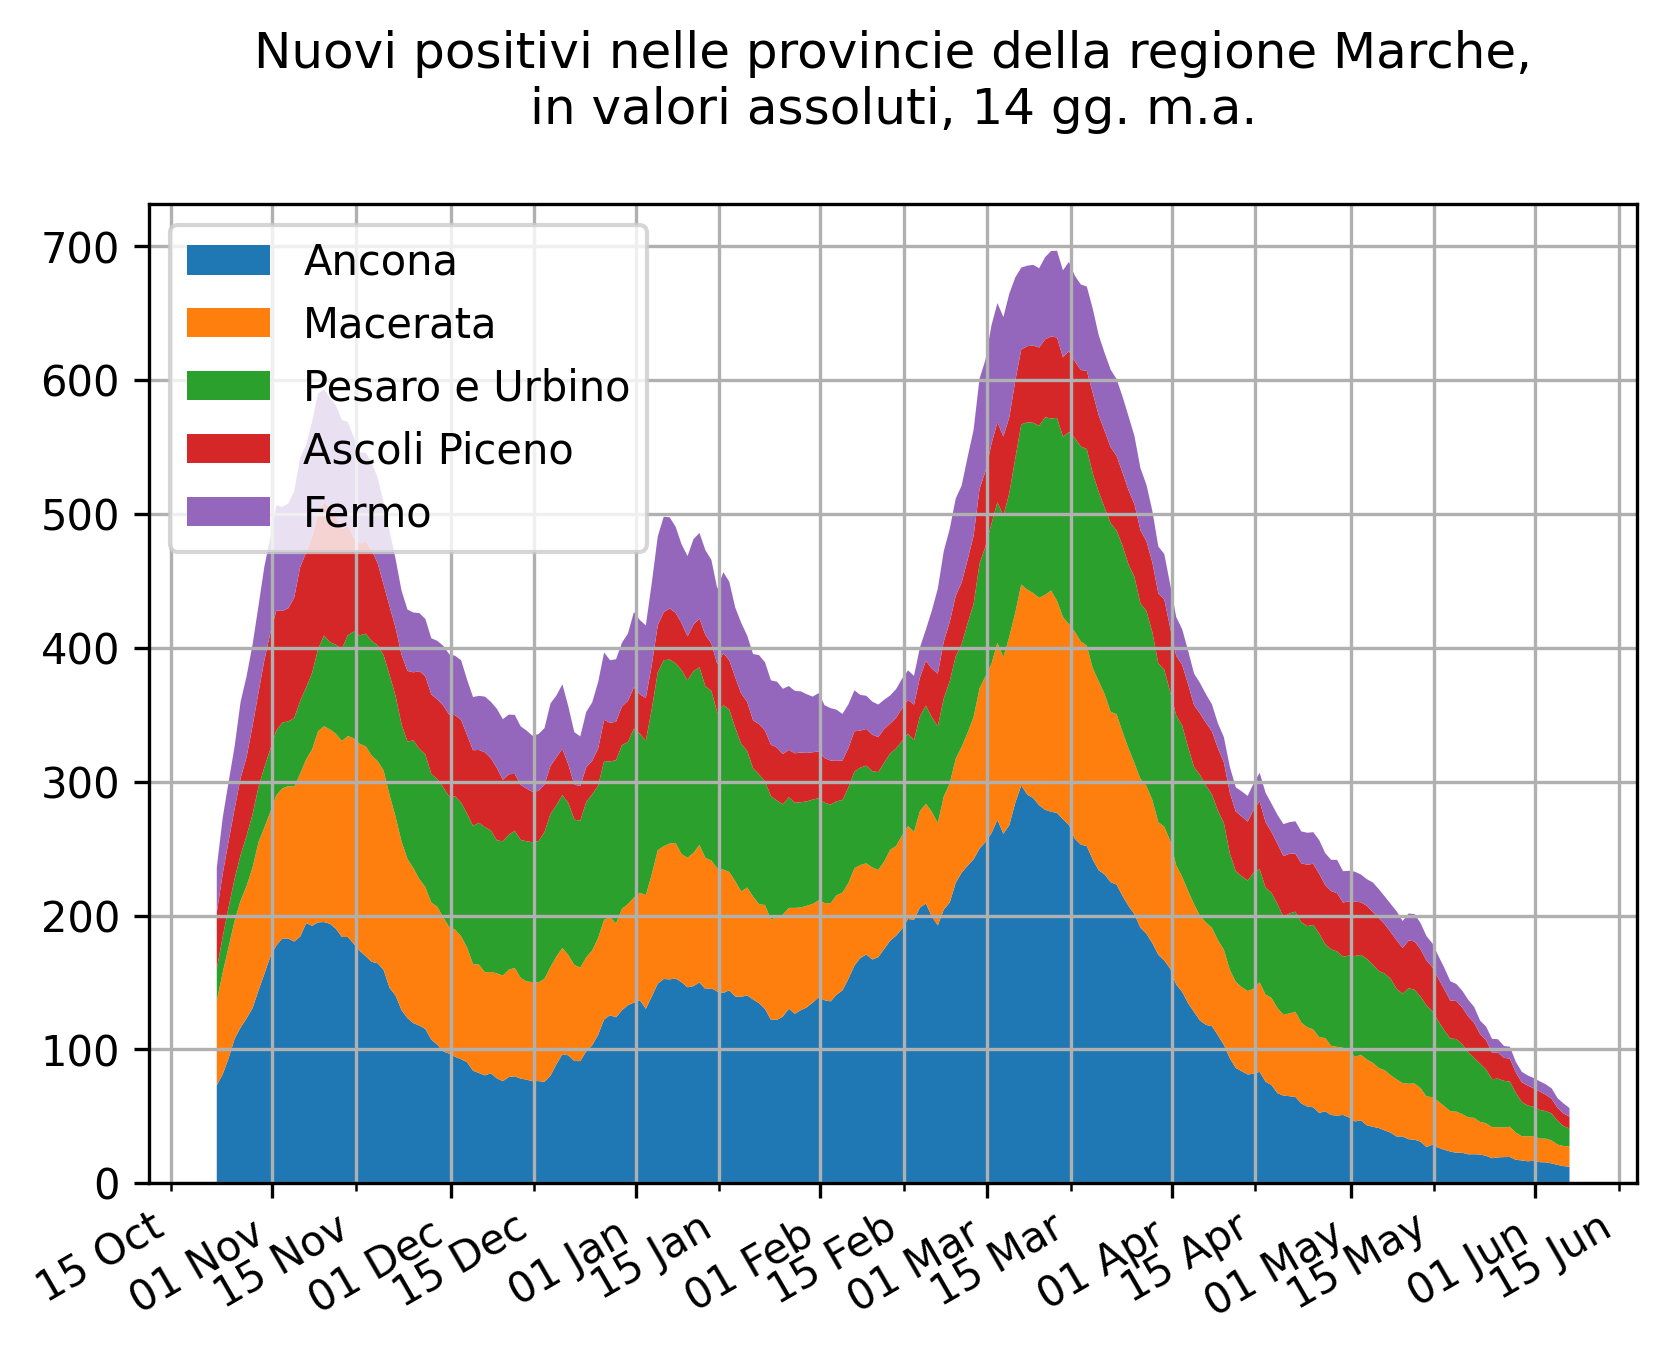 Nuovi positivi nelle provincie della regione Marche,
in valori assoluti, 14 gg. m.a.
700
600
500
400
300
200
100
0
Ancona
Macerata
Pesaro e Urbino
Ascoli Piceno
Fermo
15 Oct
01 Nov
15 Nov
01 Dec
15 Dec
01 Jan
15 Jan
01 Feb
15 Feb
01 Mar
15 Mar
01 Apr
15 Apr
01 May
15 May
01 Jun
15 Jun